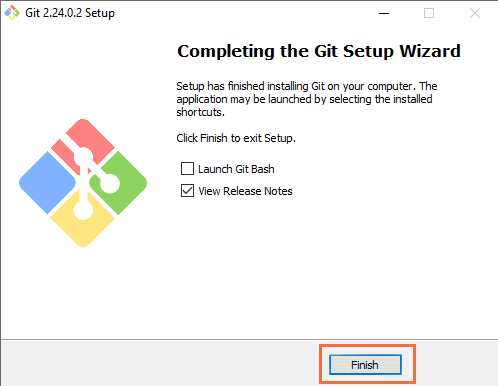 Git 2.24.0.2 Setup
Completing the Git Setup Wizard
Setup has finished installing Git on your computer. The
application may be launched by selecting the installed
shortcuts.
Click Finish to exit Setup.
Launch Git Bash
View Release Notes
Finish